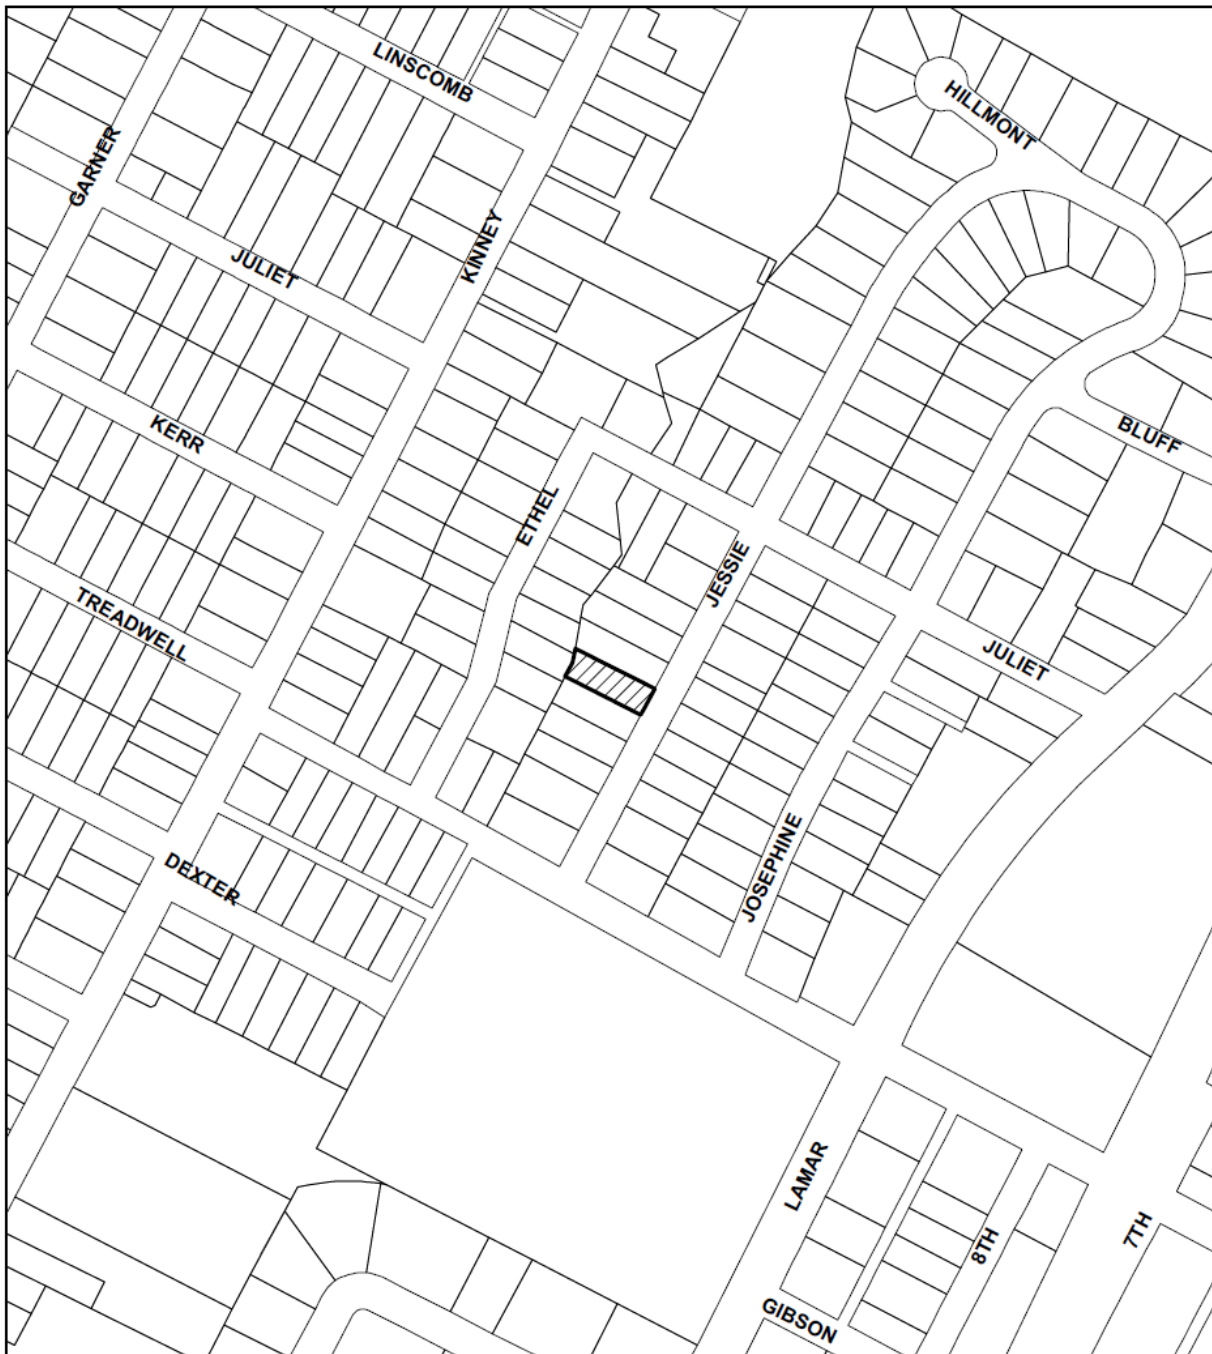 LINSCOMB
HILLMONT
GARNER
KINNEY
JULIET
KERR
BLUFF
ETHEL
JESSIE
TREADWELL
JULIET
JOSEPHINE
DEXTER
LAMAR
8TH
7TH
GIBSON